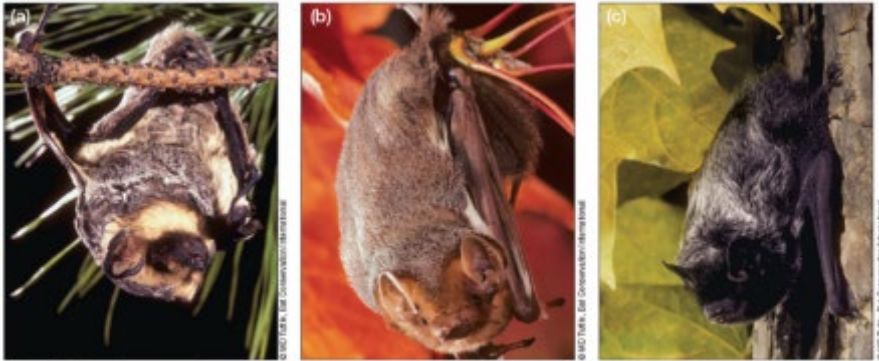 (a)
(b)
(c)
© MD Tuttle, Bat Conservation International
© MD Tuttle, Bat Conservation International